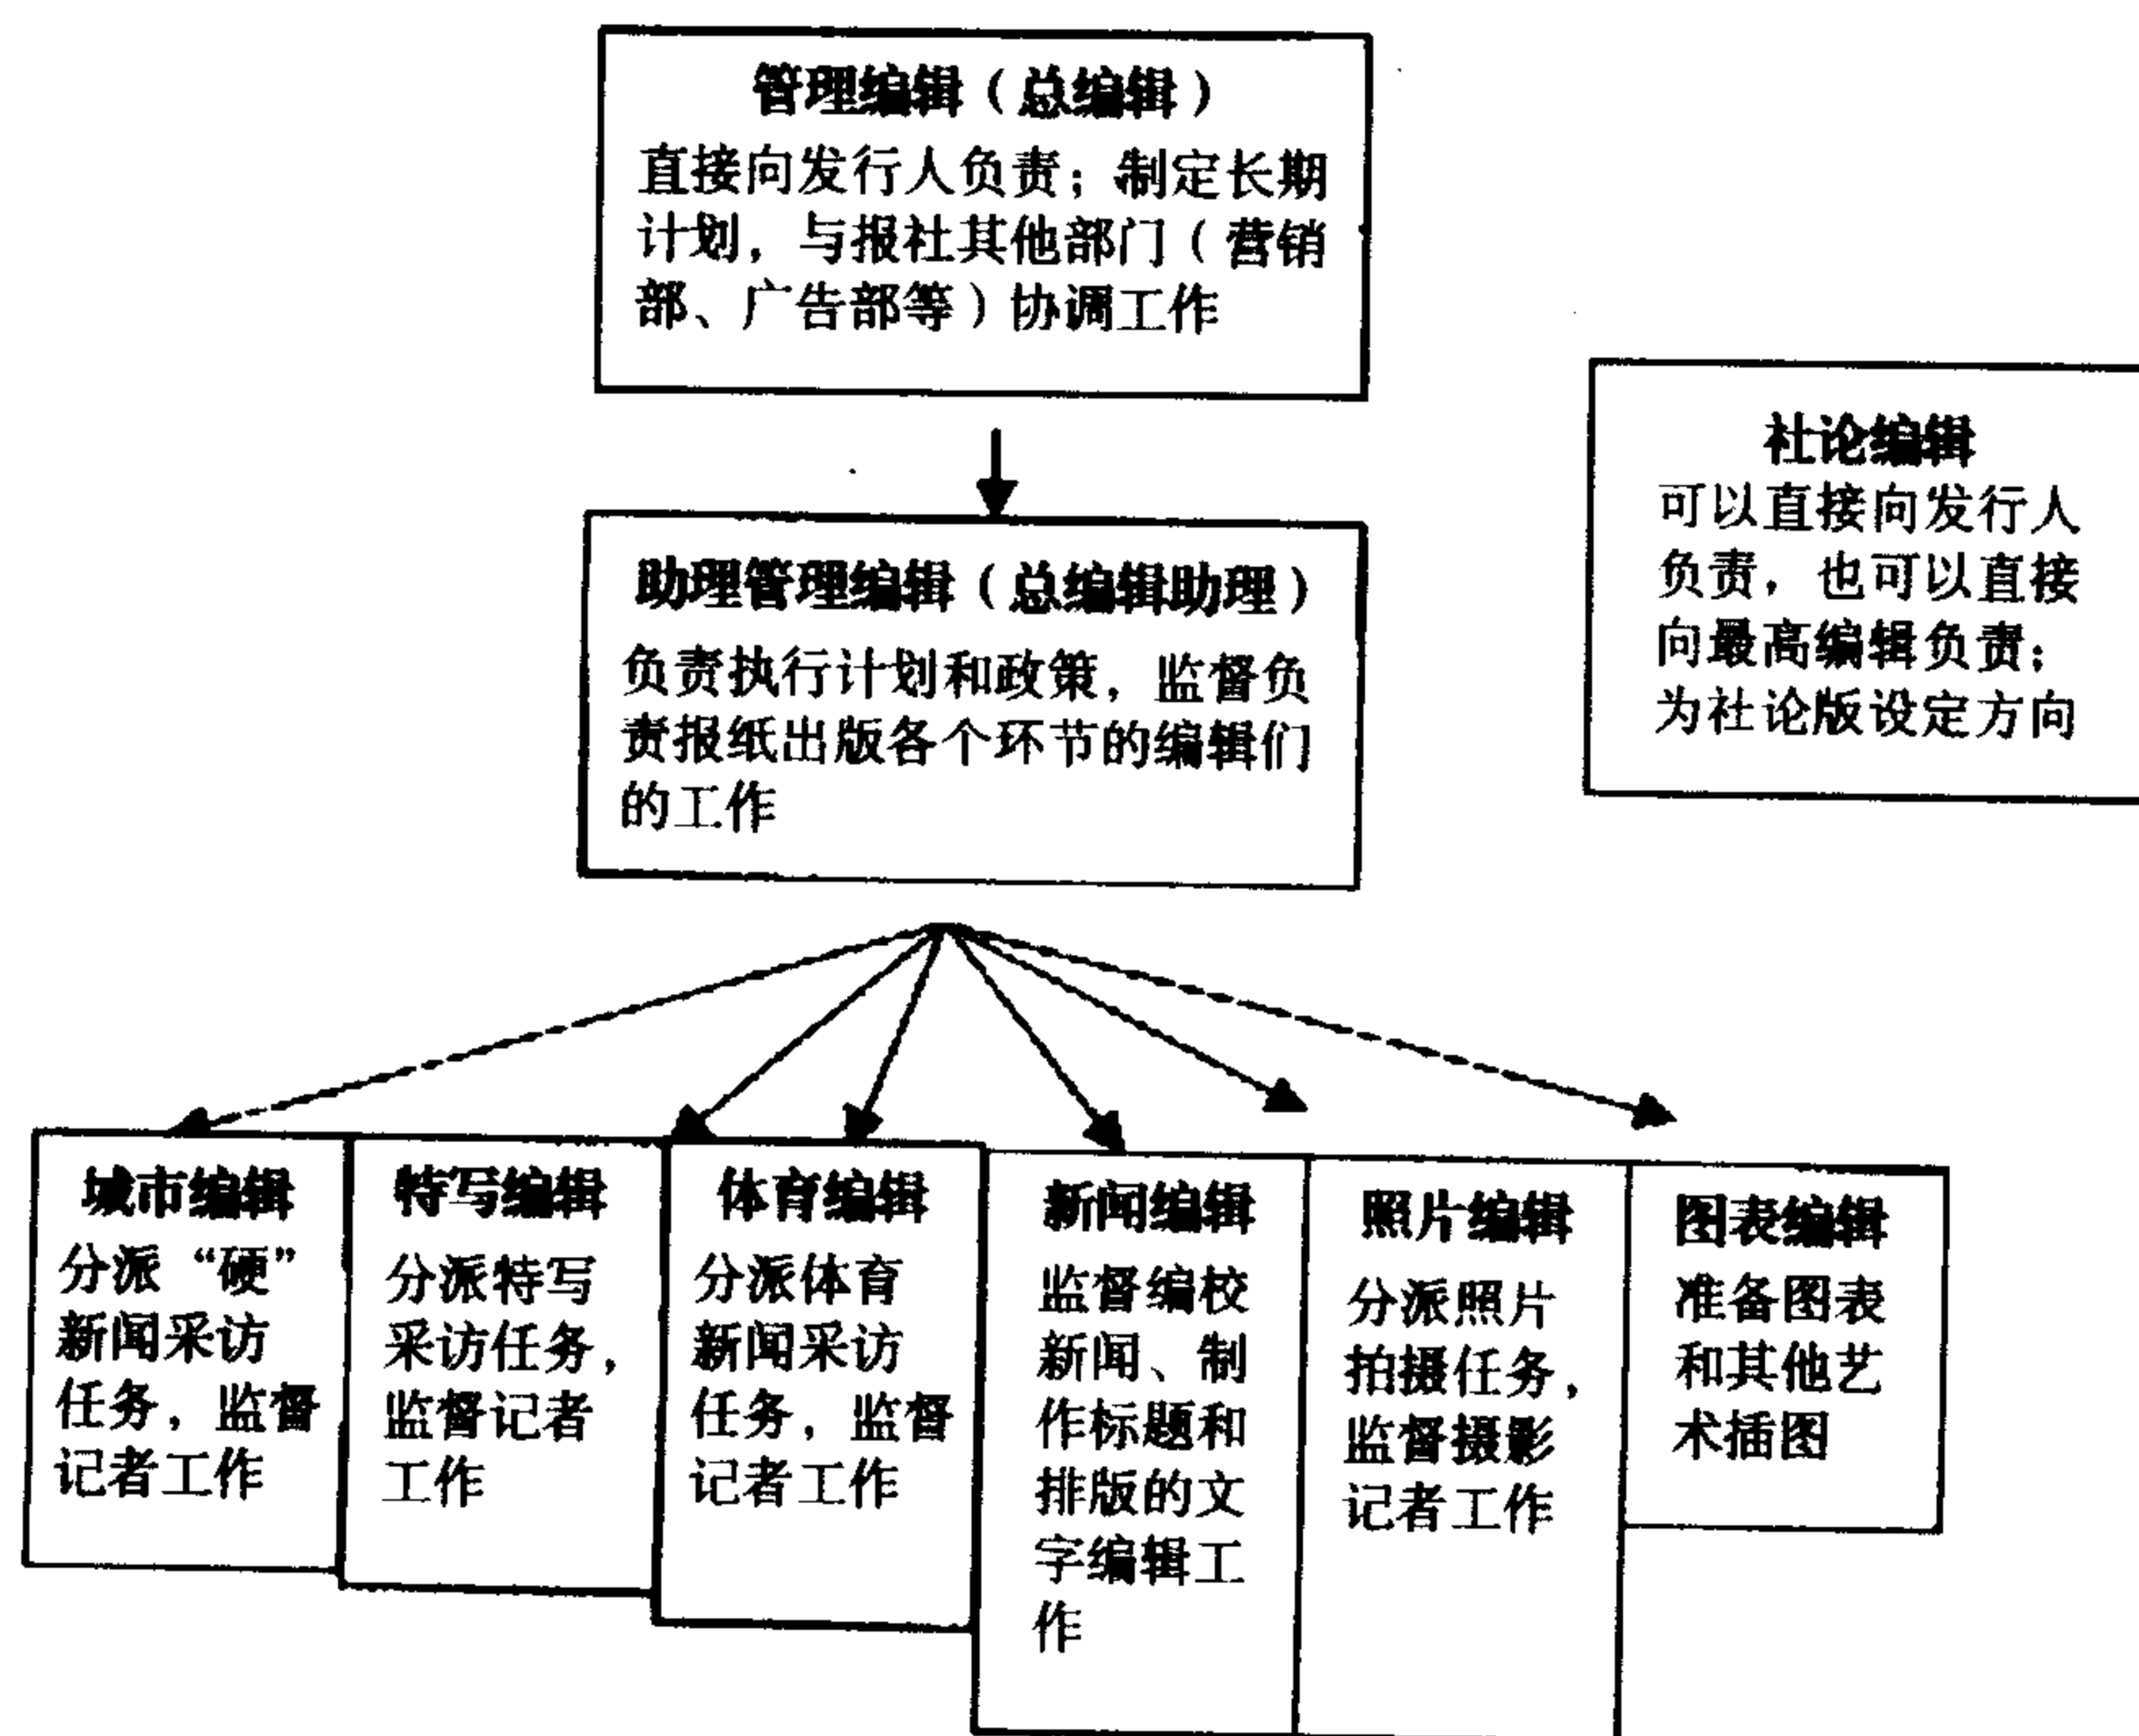 管理编辑（总编辑）
直接向发行人负责；制定长期
计划，与报社其他部门（营销
部、广告部等）协调工作
社论编辑
可以直接向发行人
负责，也可以直接
向最高编辑负责；
为社论版设定方向
助理管理编辑（总编辑助理）
负责执行计划和政策，监督负
责报纸出版各个环节的编辑们
的工作
城市编辑
分派“硬”
新闻采访
任务，监督
记者工作
特写编辑
分派特写
采访任务，
监督记者
工作
体育编辑
分派体育
新闻采访
任务，监督
记者工作
新闻编辑
监督编校
新闻、制
作标题和
排版的文
字编辑工
作
照片编辑
分派照片
拍摄任务，
监督摄影
记者工作
图表编辑
准备图表
和其他艺
术插图